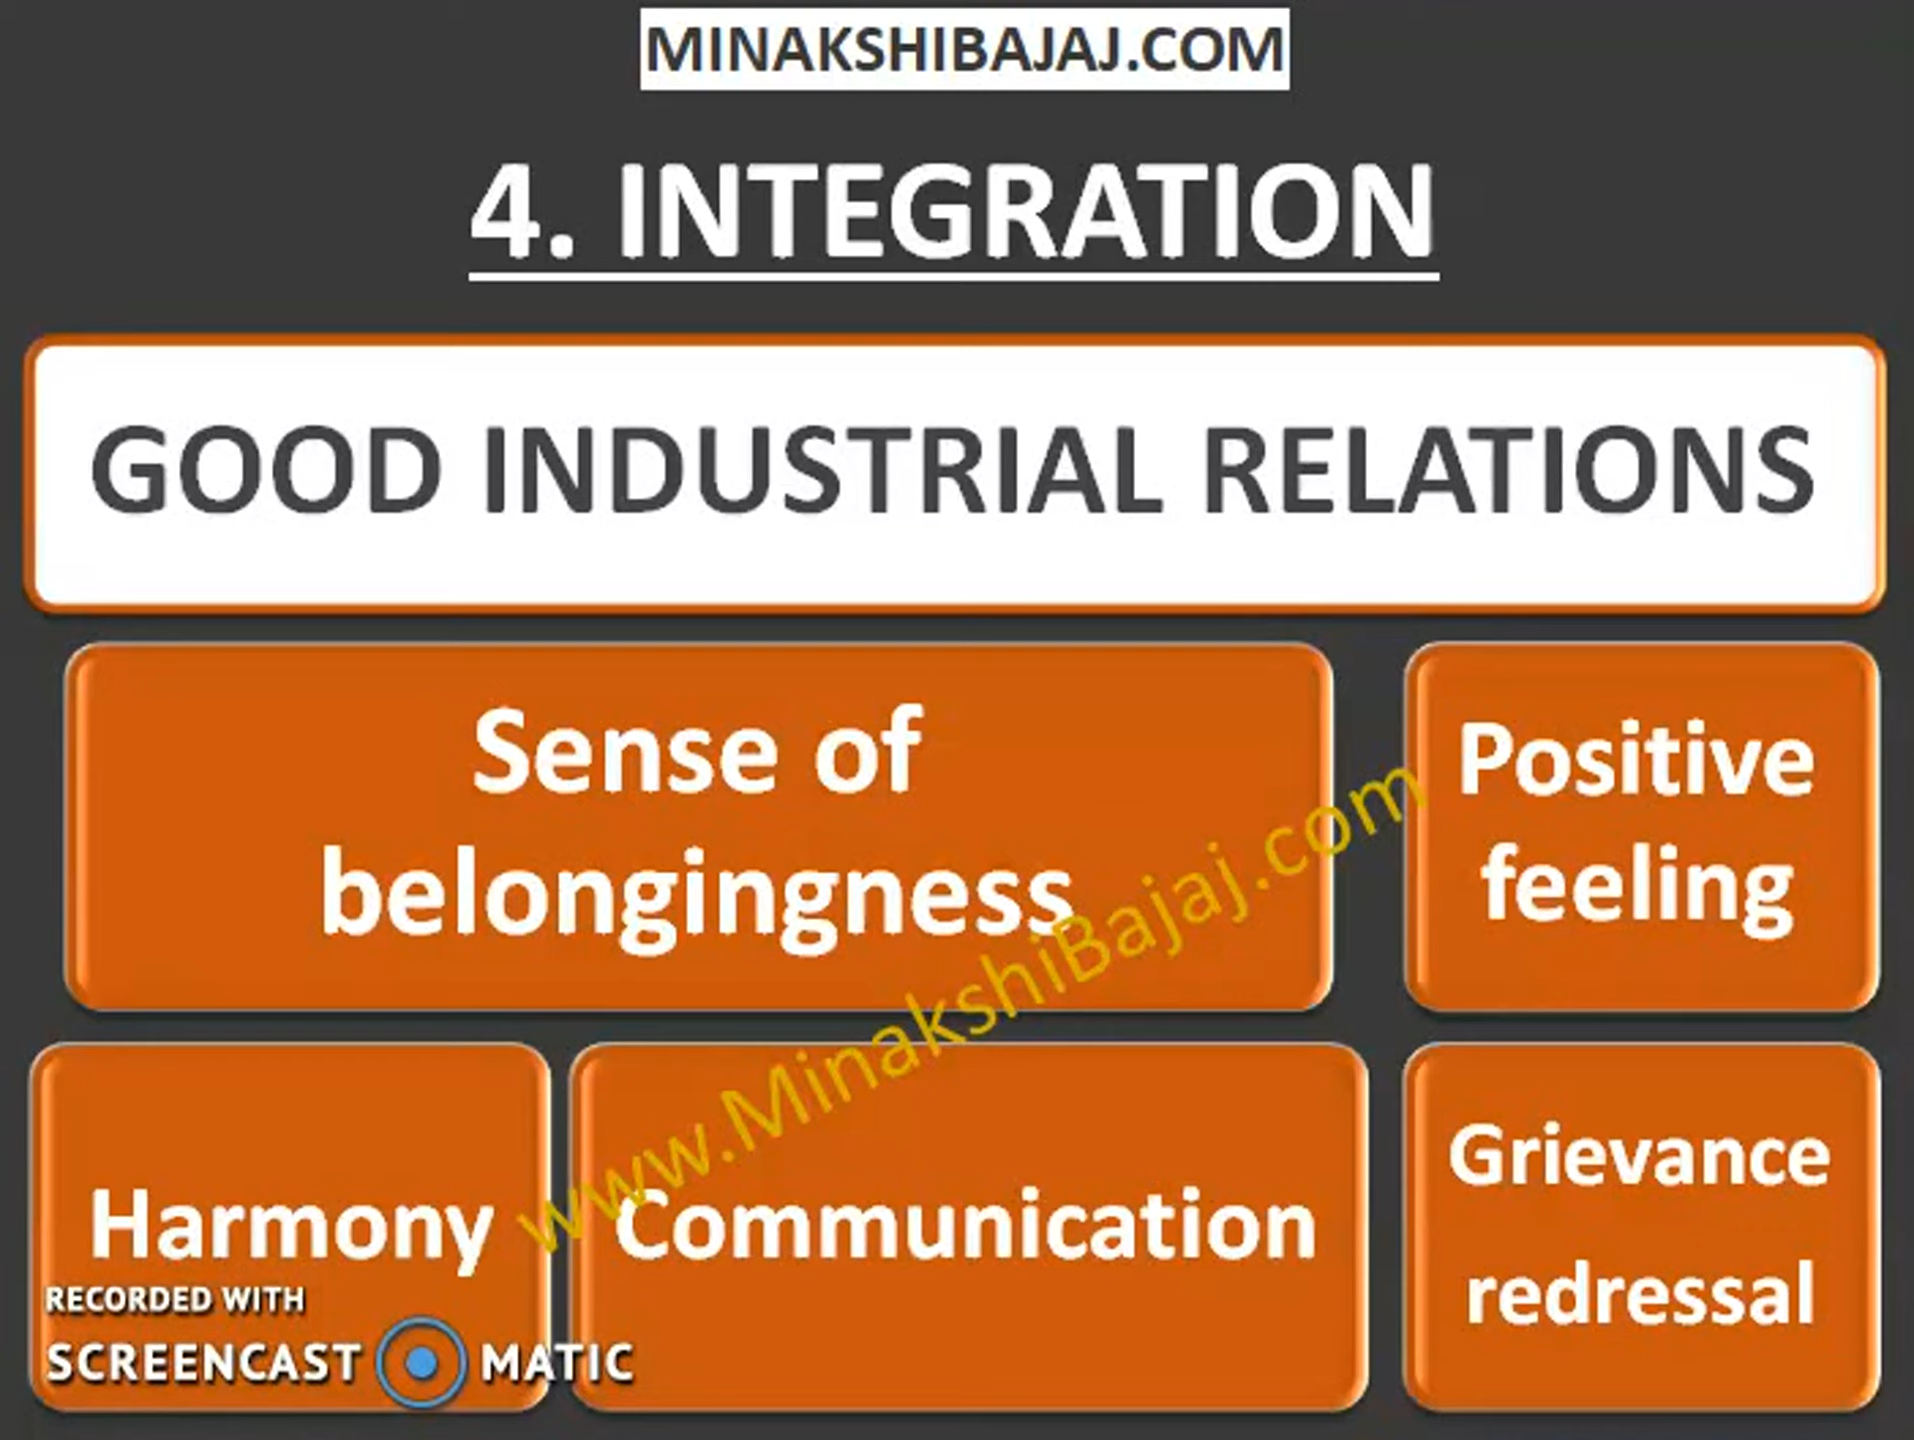 MINAKSHIBAJAJ.COM
4. INTEGRATION
GOOD INDUSTRIAL RELATIONS
Sense of
belongingness
Positive
feeling
Harmony
Communication
Grievance
redressal
www.MinakshiBajaj.com
RECORDED WITH
SCREENCAST MATIC